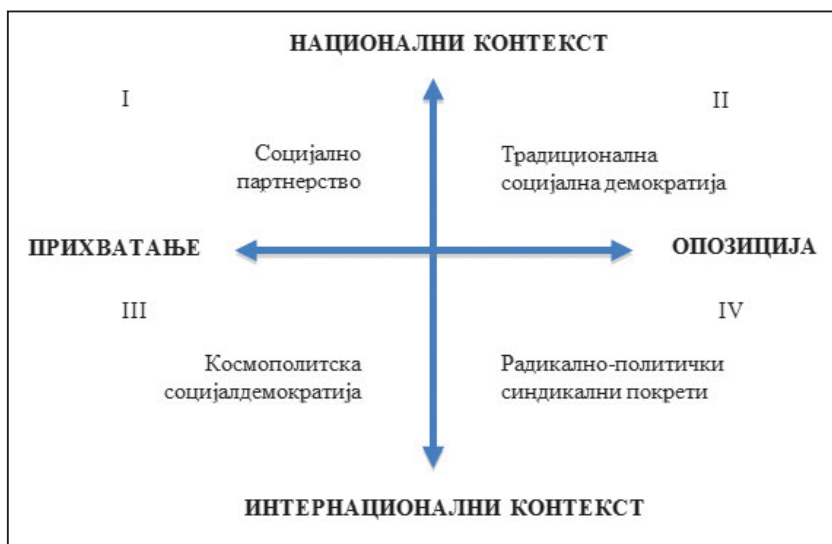 НАЦИОНАЛНИ КОНТЕКСТ
I
II
Социјално
партнерство
Традиционална
социјална демократија
ПРИХВАТАЊЕ
ОПОЗИЦИЈА
III
IV
Космополитска
социјалдемократија
Радикално-политички
синдикални покрети
ИНТЕРНАЦИОНАЛНИ КОНТЕКСТ